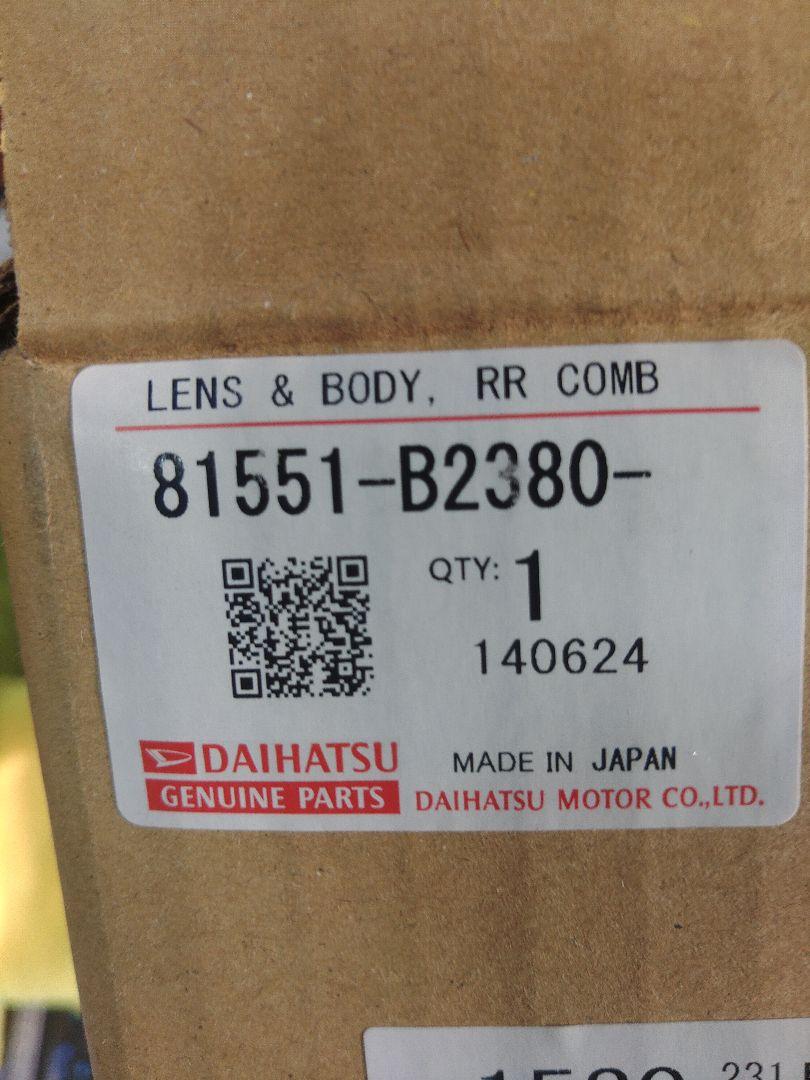 LENS & BODY, RR COMB
81551-B2380-
QTY: 1
140624
DAIHATSU
GENUINE PARTS
MADE IN JAPAN
DAIHATSU MOTOR CO.,LTD.
231